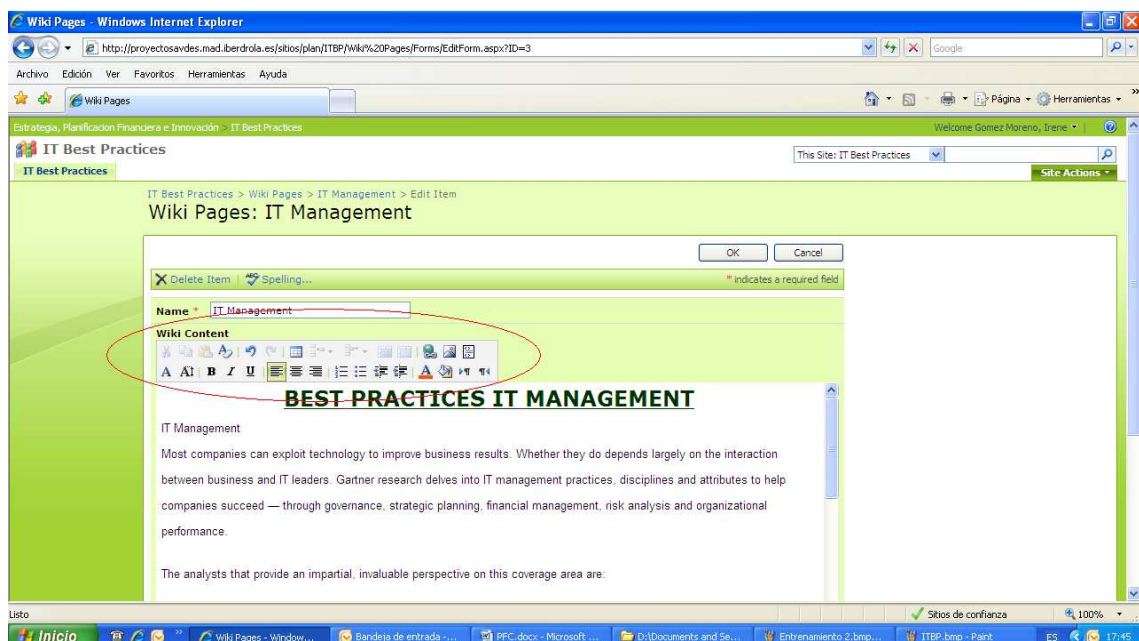 Wiki Pages - Windows Internet Explorer
http://proyectosavdes.mad.iberdrola.es/sitios/plan/ITBP/Wiki%20Pages/Forms/EditForm.aspx?ID=3
Google
Archivo Edición Ver Favoritos Herramientas Ayuda
Wiki Pages
Página
Herramientas
Estrategia, Planificacion Financiera e Innovación > IT Best Practices
Welcome Gomez Moreno, Irene
IT Best Practices
This Site: IT Best Practices
IT Best Practices
Site Actions
IT Best Practices > Wiki Pages > IT Management > Edit Item
Wiki Pages: IT Management
OK Cancel
Delete Item | Spelling...
* indicates a required field
Name * IT Management
Wiki Content
BEST PRACTICES IT MANAGEMENT
IT Management
Most companies can exploit technology to improve business results. Whether they do depends largely on the interaction
between business and IT leaders. Gartner research delves into IT management practices, disciplines and attributes to help
companies succeed — through governance, strategic planning, financial management, risk analysis and organizational
performance.
The analysts that provide an impartial, invaluable perspective on this coverage area are:
Listo
Sitios de confianza
100%
Inicio
Wiki Pages - Window...
Bandeja de entrada -...
PFC.docx - Microsoft ...
D:\Documents and Se...
Entrenamiento 2.bmp...
ITBP.bmp - Paint
ES
17:45